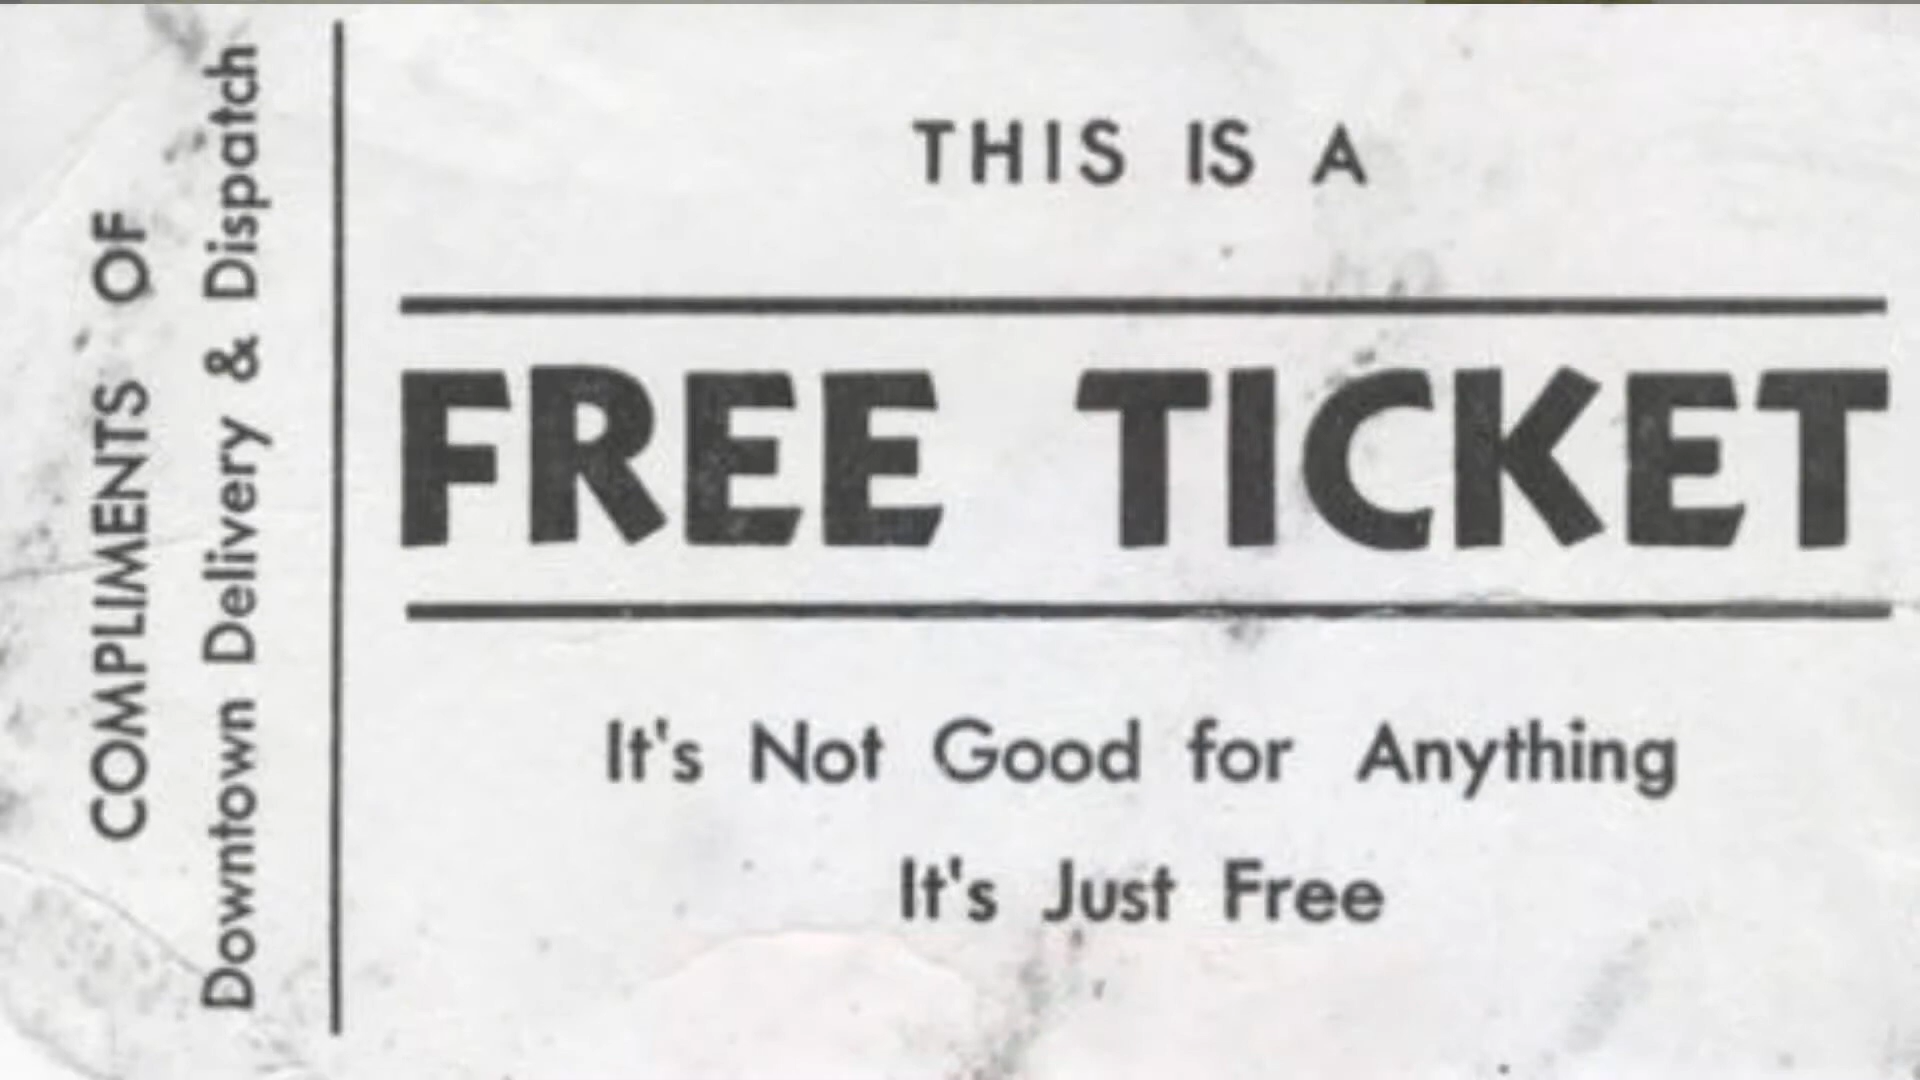 COMPLIMENTS OF
Downtown Delivery & Dispatch
THIS IS A
FREE TICKET
It's Not Good for Anything
It's Just Free